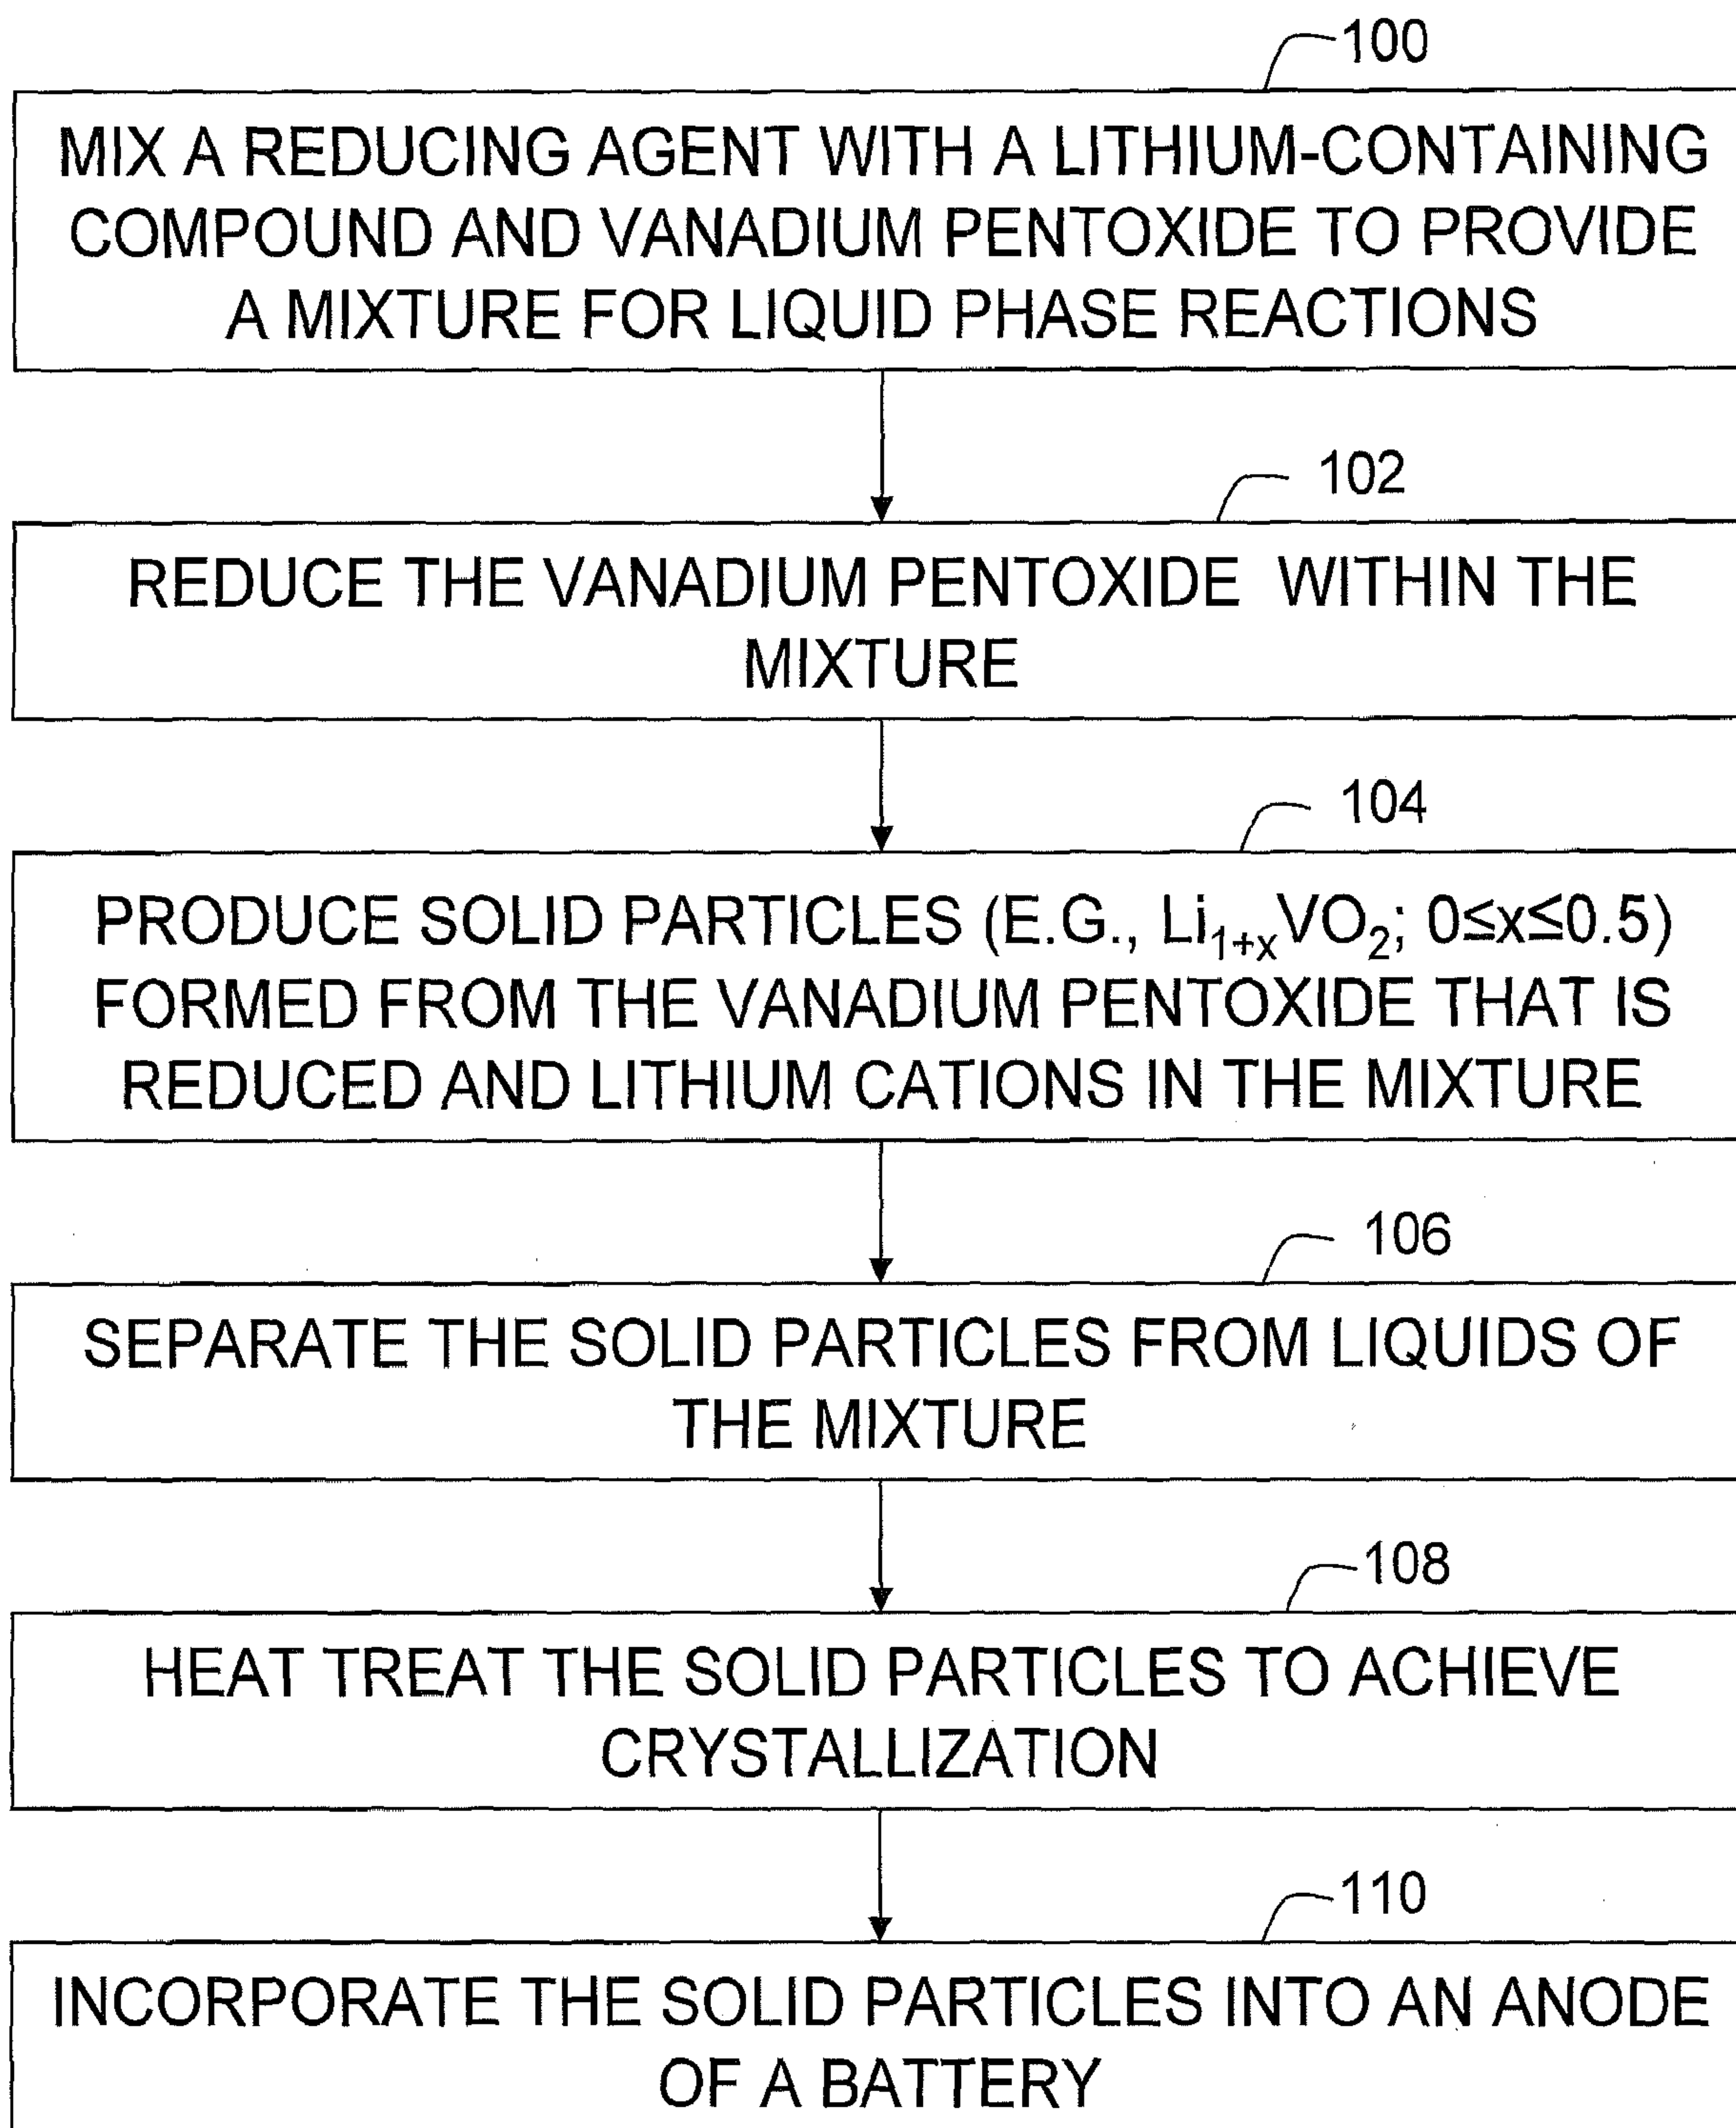 100
MIX A REDUCING AGENT WITH A LITHIUM-CONTAINING
COMPOUND AND VANADIUM PENTOXIDE TO PROVIDE
A MIXTURE FOR LIQUID PHASE REACTIONS
102
REDUCE THE VANADIUM PENTOXIDE WITHIN THE
MIXTURE
104
PRODUCE SOLID PARTICLES (E.G., Li₁₊ₓVO₂; 0≤x≤0.5)
FORMED FROM THE VANADIUM PENTOXIDE THAT IS
REDUCED AND LITHIUM CATIONS IN THE MIXTURE
106
SEPARATE THE SOLID PARTICLES FROM LIQUIDS OF
THE MIXTURE
108
HEAT TREAT THE SOLID PARTICLES TO ACHIEVE
CRYSTALLIZATION
110
INCORPORATE THE SOLID PARTICLES INTO AN ANODE
OF A BATTERY